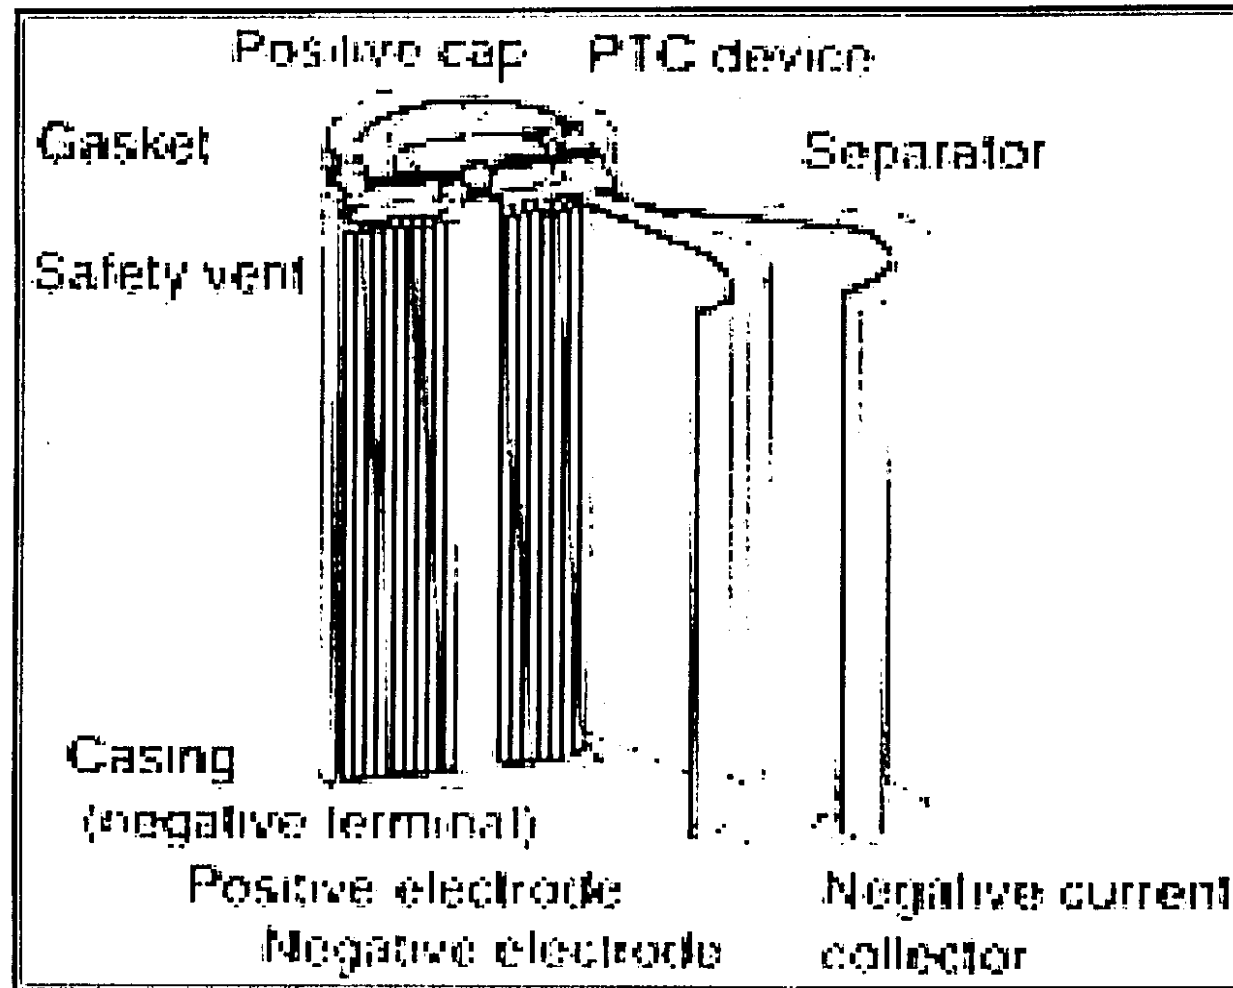 Positive cap PTC device
Gasket
Separator
Safety vent
Casing
(negative terminal)
Positive electrode
Negative current
Negative electrode
collector